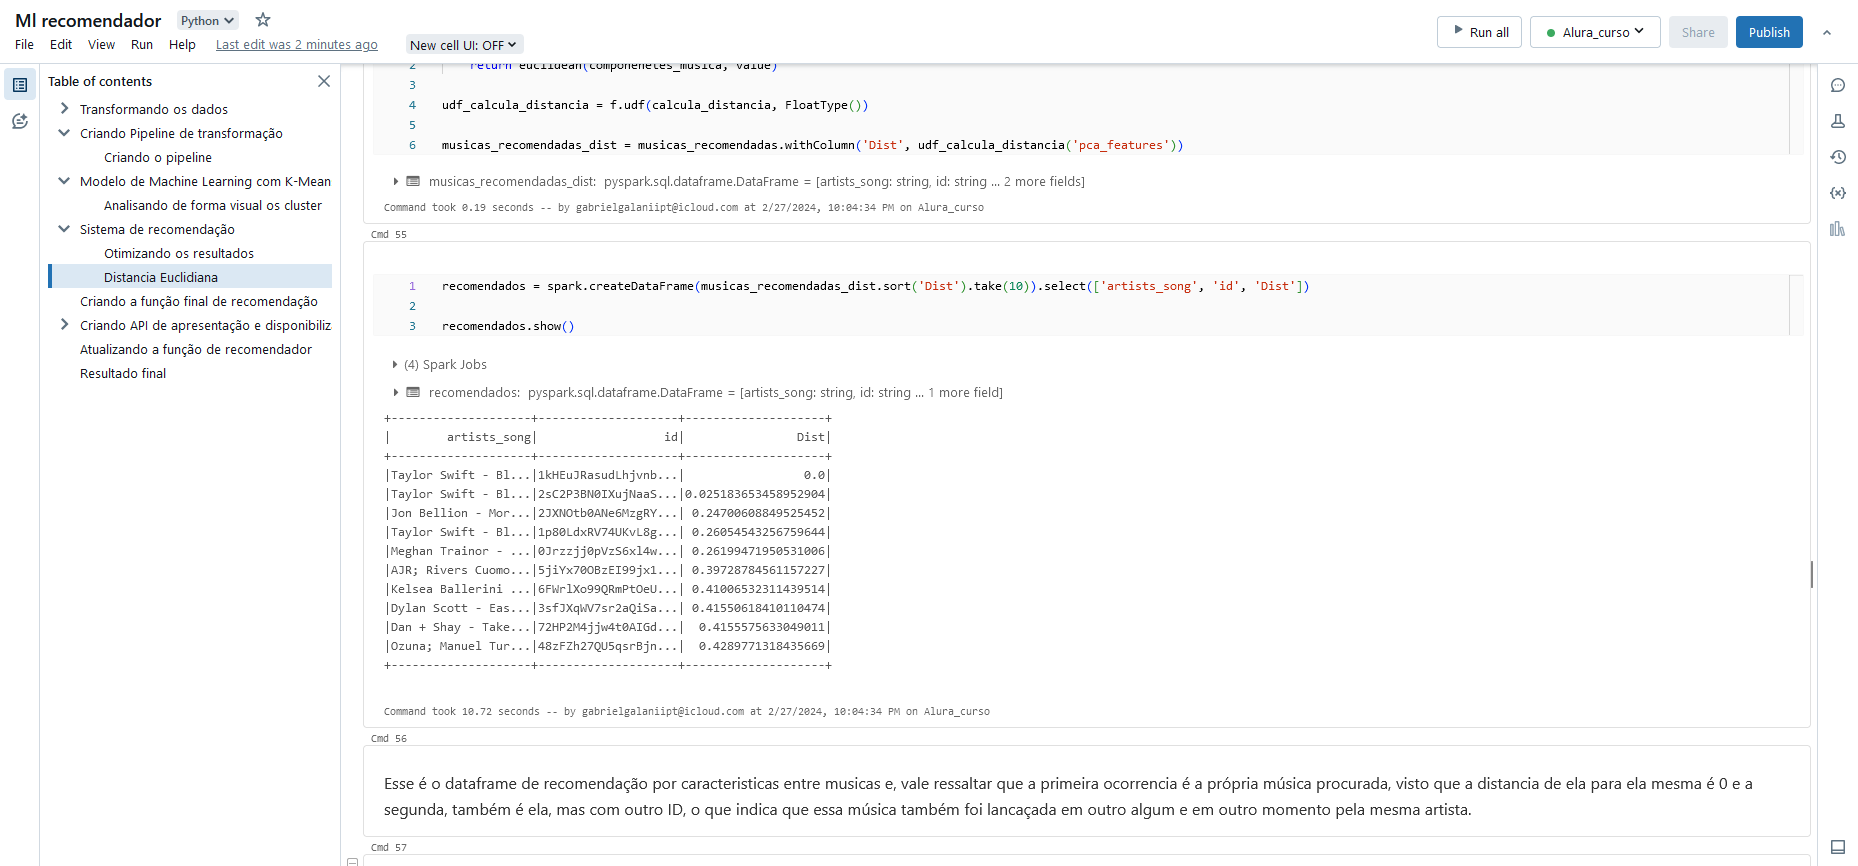 Ml recomendador Python
File Edit View Run Help Last edit was 2 minutes ago New cell UI: OFF
Run all Alura_curso Share Publish
Table of contents
Transformando os dados
Criando Pipeline de transformação
Criando o pipeline
Modelo de Machine Learning com K-Mean
Analisando de forma visual os cluster
Sistema de recomendação
Otimizando os resultados
Distancia Euclidiana
Criando a função final de recomendação
Criando API de apresentação e disponibiliz
Atualizando a função de recomendador
Resultado final
2 return euclidean(componenetes_musica, value)
3
4 udf_calcula_distancia = f.udf(calcula_distancia, FloatType())
5
6 musicas_recomendadas_dist = musicas_recomendadas.withColumn('Dist', udf_calcula_distancia('pca_features'))
musicas_recomendadas_dist: pyspark.sql.dataframe.DataFrame = [artists_song: string, id: string ... 2 more fields]
Command took 0.19 seconds -- by gabrielgalaniipt@icloud.com at 2/27/2024, 10:04:34 PM on Alura_curso
Cmd 55
1 recomendados = spark.createDataFrame(musicas_recomendadas_dist.sort('Dist').take(10)).select(['artists_song', 'id', 'Dist'])
2
3 recomendados.show()
(4) Spark Jobs
recomendados: pyspark.sql.dataframe.DataFrame = [artists_song: string, id: string ... 1 more field]
+--------------------+--------------------+--------------------+
|        artists_song|                  id|                Dist|
+--------------------+--------------------+--------------------+
|Taylor Swift - Bl...|1kHEuJRasudLhjvnb...|                 0.0|
|Taylor Swift - Bl...|2sC2P3BN0IXujNaaS...|0.025183653458952904|
|Jon Bellion - Mor...|2JXNOtb0ANe6MzgRY...| 0.24700608849525452|
|Taylor Swift - Bl...|1p80LdxRV74UKvL8g...| 0.26054543256759644|
|Meghan Trainor - ...|0Jrzzjj0pVzS6xl4w...| 0.26199471950531006|
|AJR; Rivers Cuomo...|5jiYx70OBzEI99jx1...| 0.39728784561157227|
|Kelsea Ballerini ...|6FWrlXo99QRmPtOeU...| 0.41006532311439514|
|Dylan Scott - Eas...|3sfJXqWV7sr2aQiSa...| 0.41550618410110474|
|Dan + Shay - Take...|72HP2M4jjw4t0AIGd...|  0.4155575633049011|
|Ozuna; Manuel Tur...|48zFZh27QU5qsrBjn...|  0.4289771318435669|
+--------------------+--------------------+--------------------+
Command took 10.72 seconds -- by gabrielgalaniipt@icloud.com at 2/27/2024, 10:04:34 PM on Alura_curso
Cmd 56
Esse é o dataframe de recomendação por caracteristicas entre musicas e, vale ressaltar que a primeira ocorrencia é a própria música procurada, visto que a distancia de ela para ela mesma é 0 e a
segunda, também é ela, mas com outro ID, o que indica que essa música também foi lancaçada em outro algum e em outro momento pela mesma artista.
Cmd 57